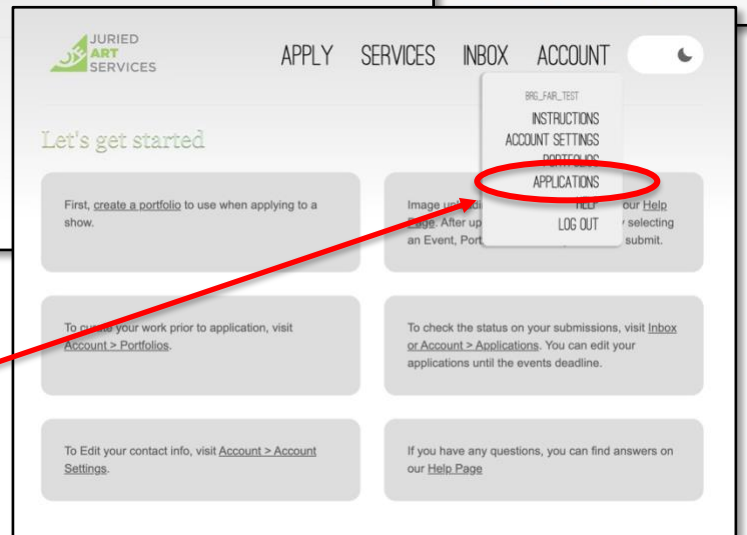 JURIED
ART
SERVICES
APPLY SERVICES INBOX ACCOUNT
BRG_FAIR_TEST
INSTRUCTIONS
ACCOUNT SETTINGS
PORTFOLIOS
APPLICATIONS
HELP
LOG OUT
Let's get started
First, create a portfolio to use when applying to a
show.
Image our Help
Page. After up selecting
an Event, Port submit.
To curate your work prior to application, visit
Account > Portfolios.
To check the status on your submissions, visit Inbox
or Account > Applications. You can edit your
applications until the events deadline.
To Edit your contact info, visit Account > Account
Settings.
If you have any questions, you can find answers on
our Help Page